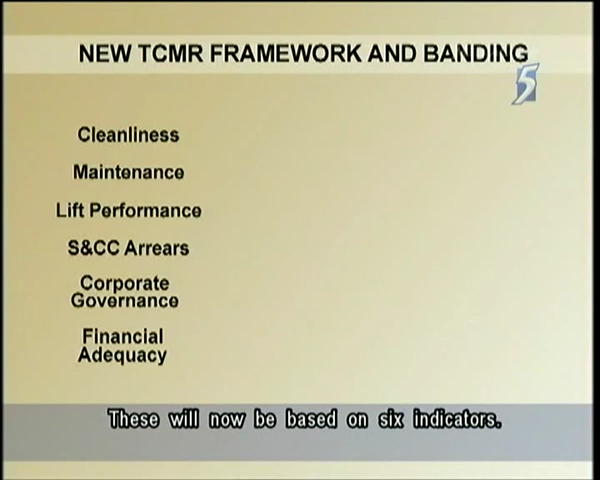 NEW TCMR FRAMEWORK AND BANDING
5
Cleanliness
Maintenance
Lift Performance
S&CC Arrears
Corporate
Governance
Financial
Adequacy
These will now be based on six indicators.